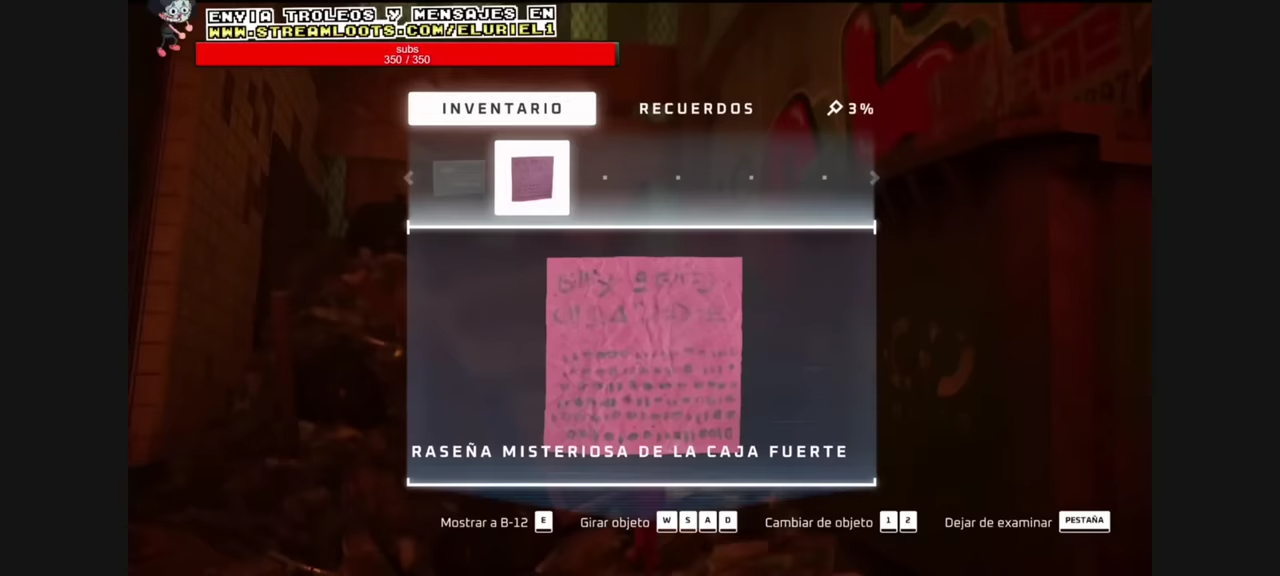 ENVIA TROLEOS Y MENSAJES EN
WWW.STREAMLOOTS.COM/ELURIEL1
subs
350 / 350
INVENTARIO RECUERDOS 3%
RASEÑA MISTERIOSA DE LA CAJA FUERTE
Mostrar a B-12 E Girar objeto W S A D Cambiar de objeto 1 2 Dejar de examinar PESTAÑA